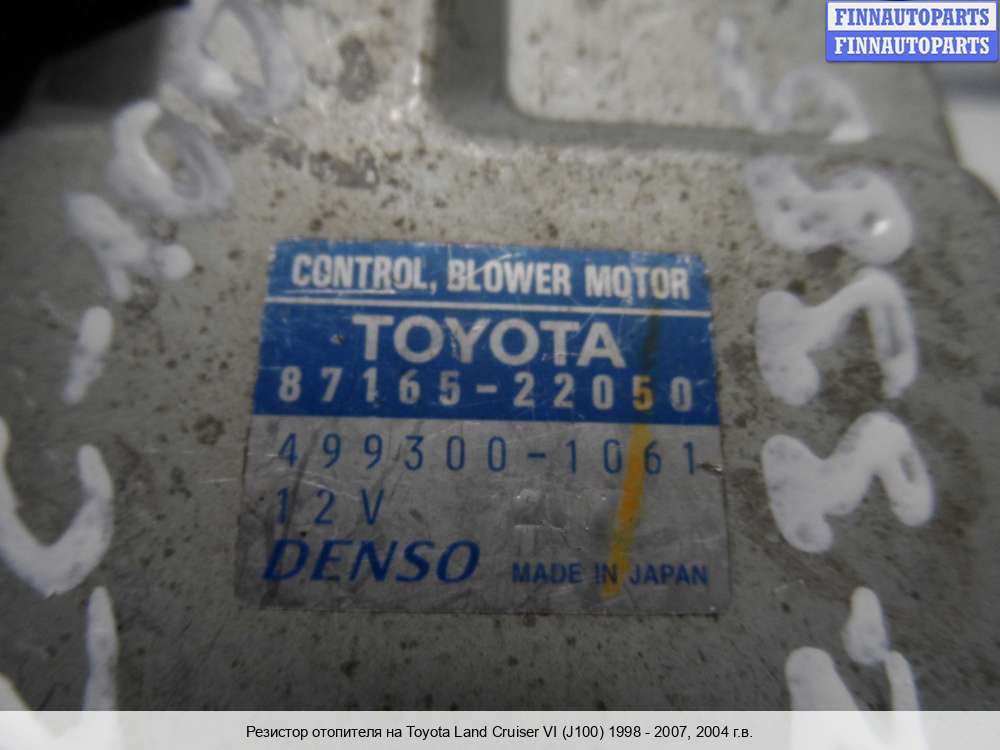 FINNAUTOPARTS
FINNAUTOPARTS
CONTROL, BLOWER MOTOR
TOYOTA
87165-22050
499300-1061
12V
DENSO MADE IN JAPAN
Резистор отопителя на Toyota Land Cruiser VI (J100) 1998 - 2007, 2004 г.в.